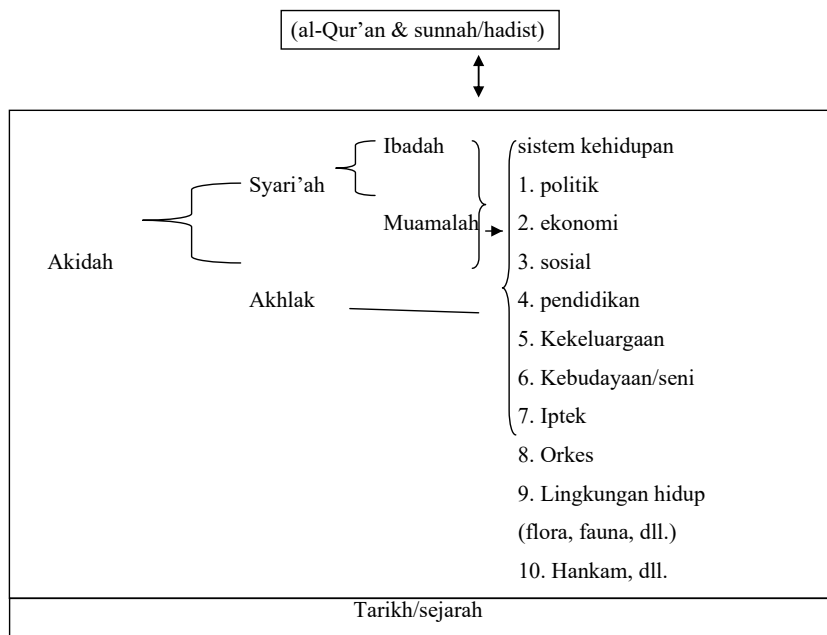 (al-Qur’an & sunnah/hadist)
Ibadah
Syari’ah
Muamalah
Akidah
Akhlak
sistem kehidupan
1. politik
2. ekonomi
3. sosial
4. pendidikan
5. Kekeluargaan
6. Kebudayaan/seni
7. Iptek
8. Orkes
9. Lingkungan hidup
(flora, fauna, dll.)
10. Hankam, dll.
Tarikh/sejarah